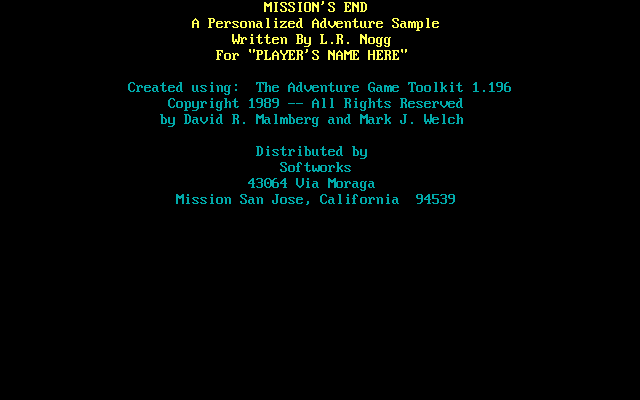 MISSION'S END
A Personalized Adventure Sample
Written By L.R. Nogg
For "PLAYER'S NAME HERE"
Created using:  The Adventure Game Toolkit 1.196
Copyright 1989 -- All Rights Reserved
by David R. Malmberg and Mark J. Welch
Distributed by
Softworks
43064 Via Moraga
Mission San Jose, California  94539